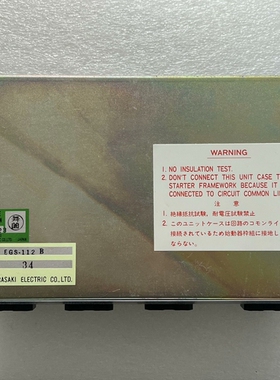 WARNING
1. NO INSULATION TEST.
2. DON'T CONNECT THIS UNIT CASE T
STARTER FRAMEWORK BECAUSE IT
CONNECTED TO CIRCUIT COMMON LI
注 意
1. 絶縁抵抗試験、耐電圧試験禁止
2. このユニットケースは回路のコモンライ
接続されているため始動器枠組に接地し
ならない。
EGS-112 B
34
ASAKI ELECTRIC CO.,LTD.